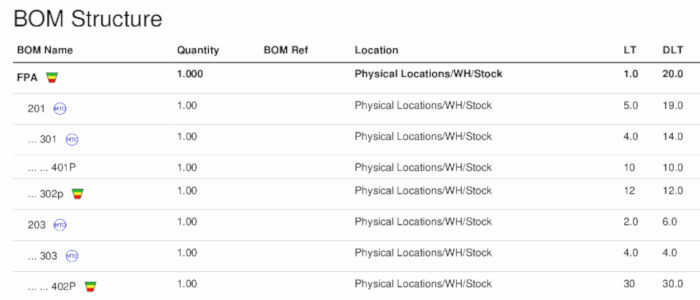 BOM Structure
BOM Name Quantity BOM Ref Location LT DLT
FPA 1.000 Physical Locations/WH/Stock 1.0 20.0
201 MTO 1.00 Physical Locations/WH/Stock 5.0 19.0
... 301 MTO 1.00 Physical Locations/WH/Stock 4.0 14.0
... ... 401P 1.00 Physical Locations/WH/Stock 10 10.0
... 302p 1.00 Physical Locations/WH/Stock 12 12.0
203 MTO 1.00 Physical Locations/WH/Stock 2.0 6.0
... 303 MTO 1.00 Physical Locations/WH/Stock 4.0 4.0
... ... 402P 1.00 Physical Locations/WH/Stock 30 30.0